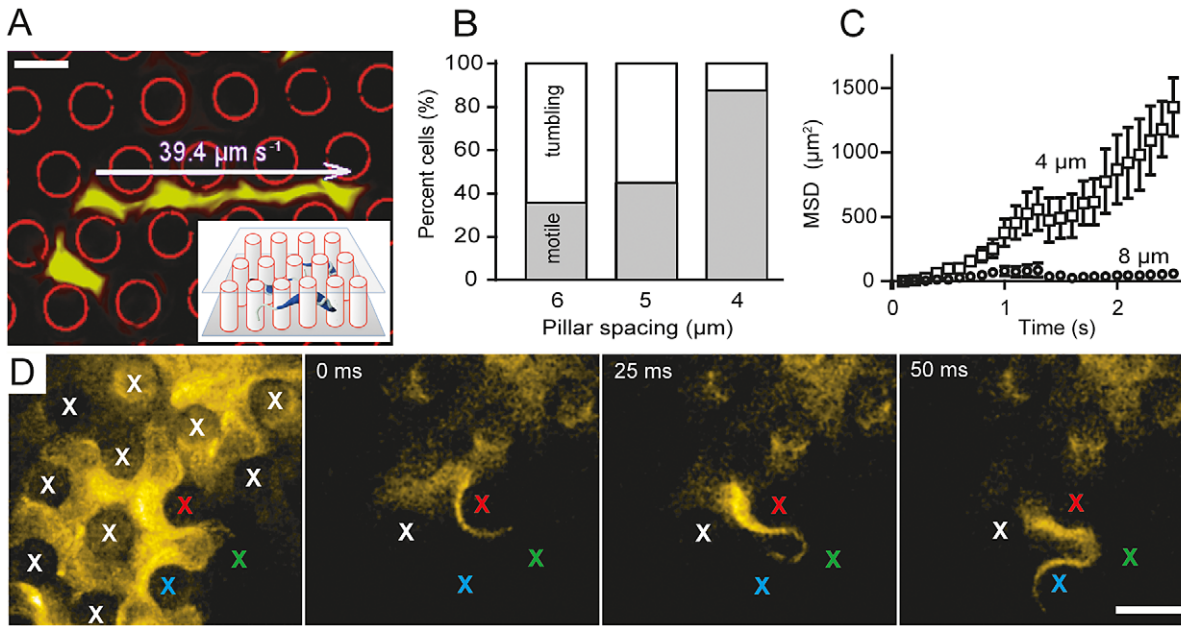 A
39.4 µm s⁻¹
B
Percent cells (%)
100
80
60
40
20
0
tumbling
motile
6
5
4
Pillar spacing (µm)
C
MSD (µm²)
1500
1000
500
0
4 µm
8 µm
0
1
2
Time (s)
D
X
X
X
X
X
X
X
X
X
X
X
X
X
0 ms
X
X
X
X
25 ms
X
X
X
X
50 ms
X
X
X
X